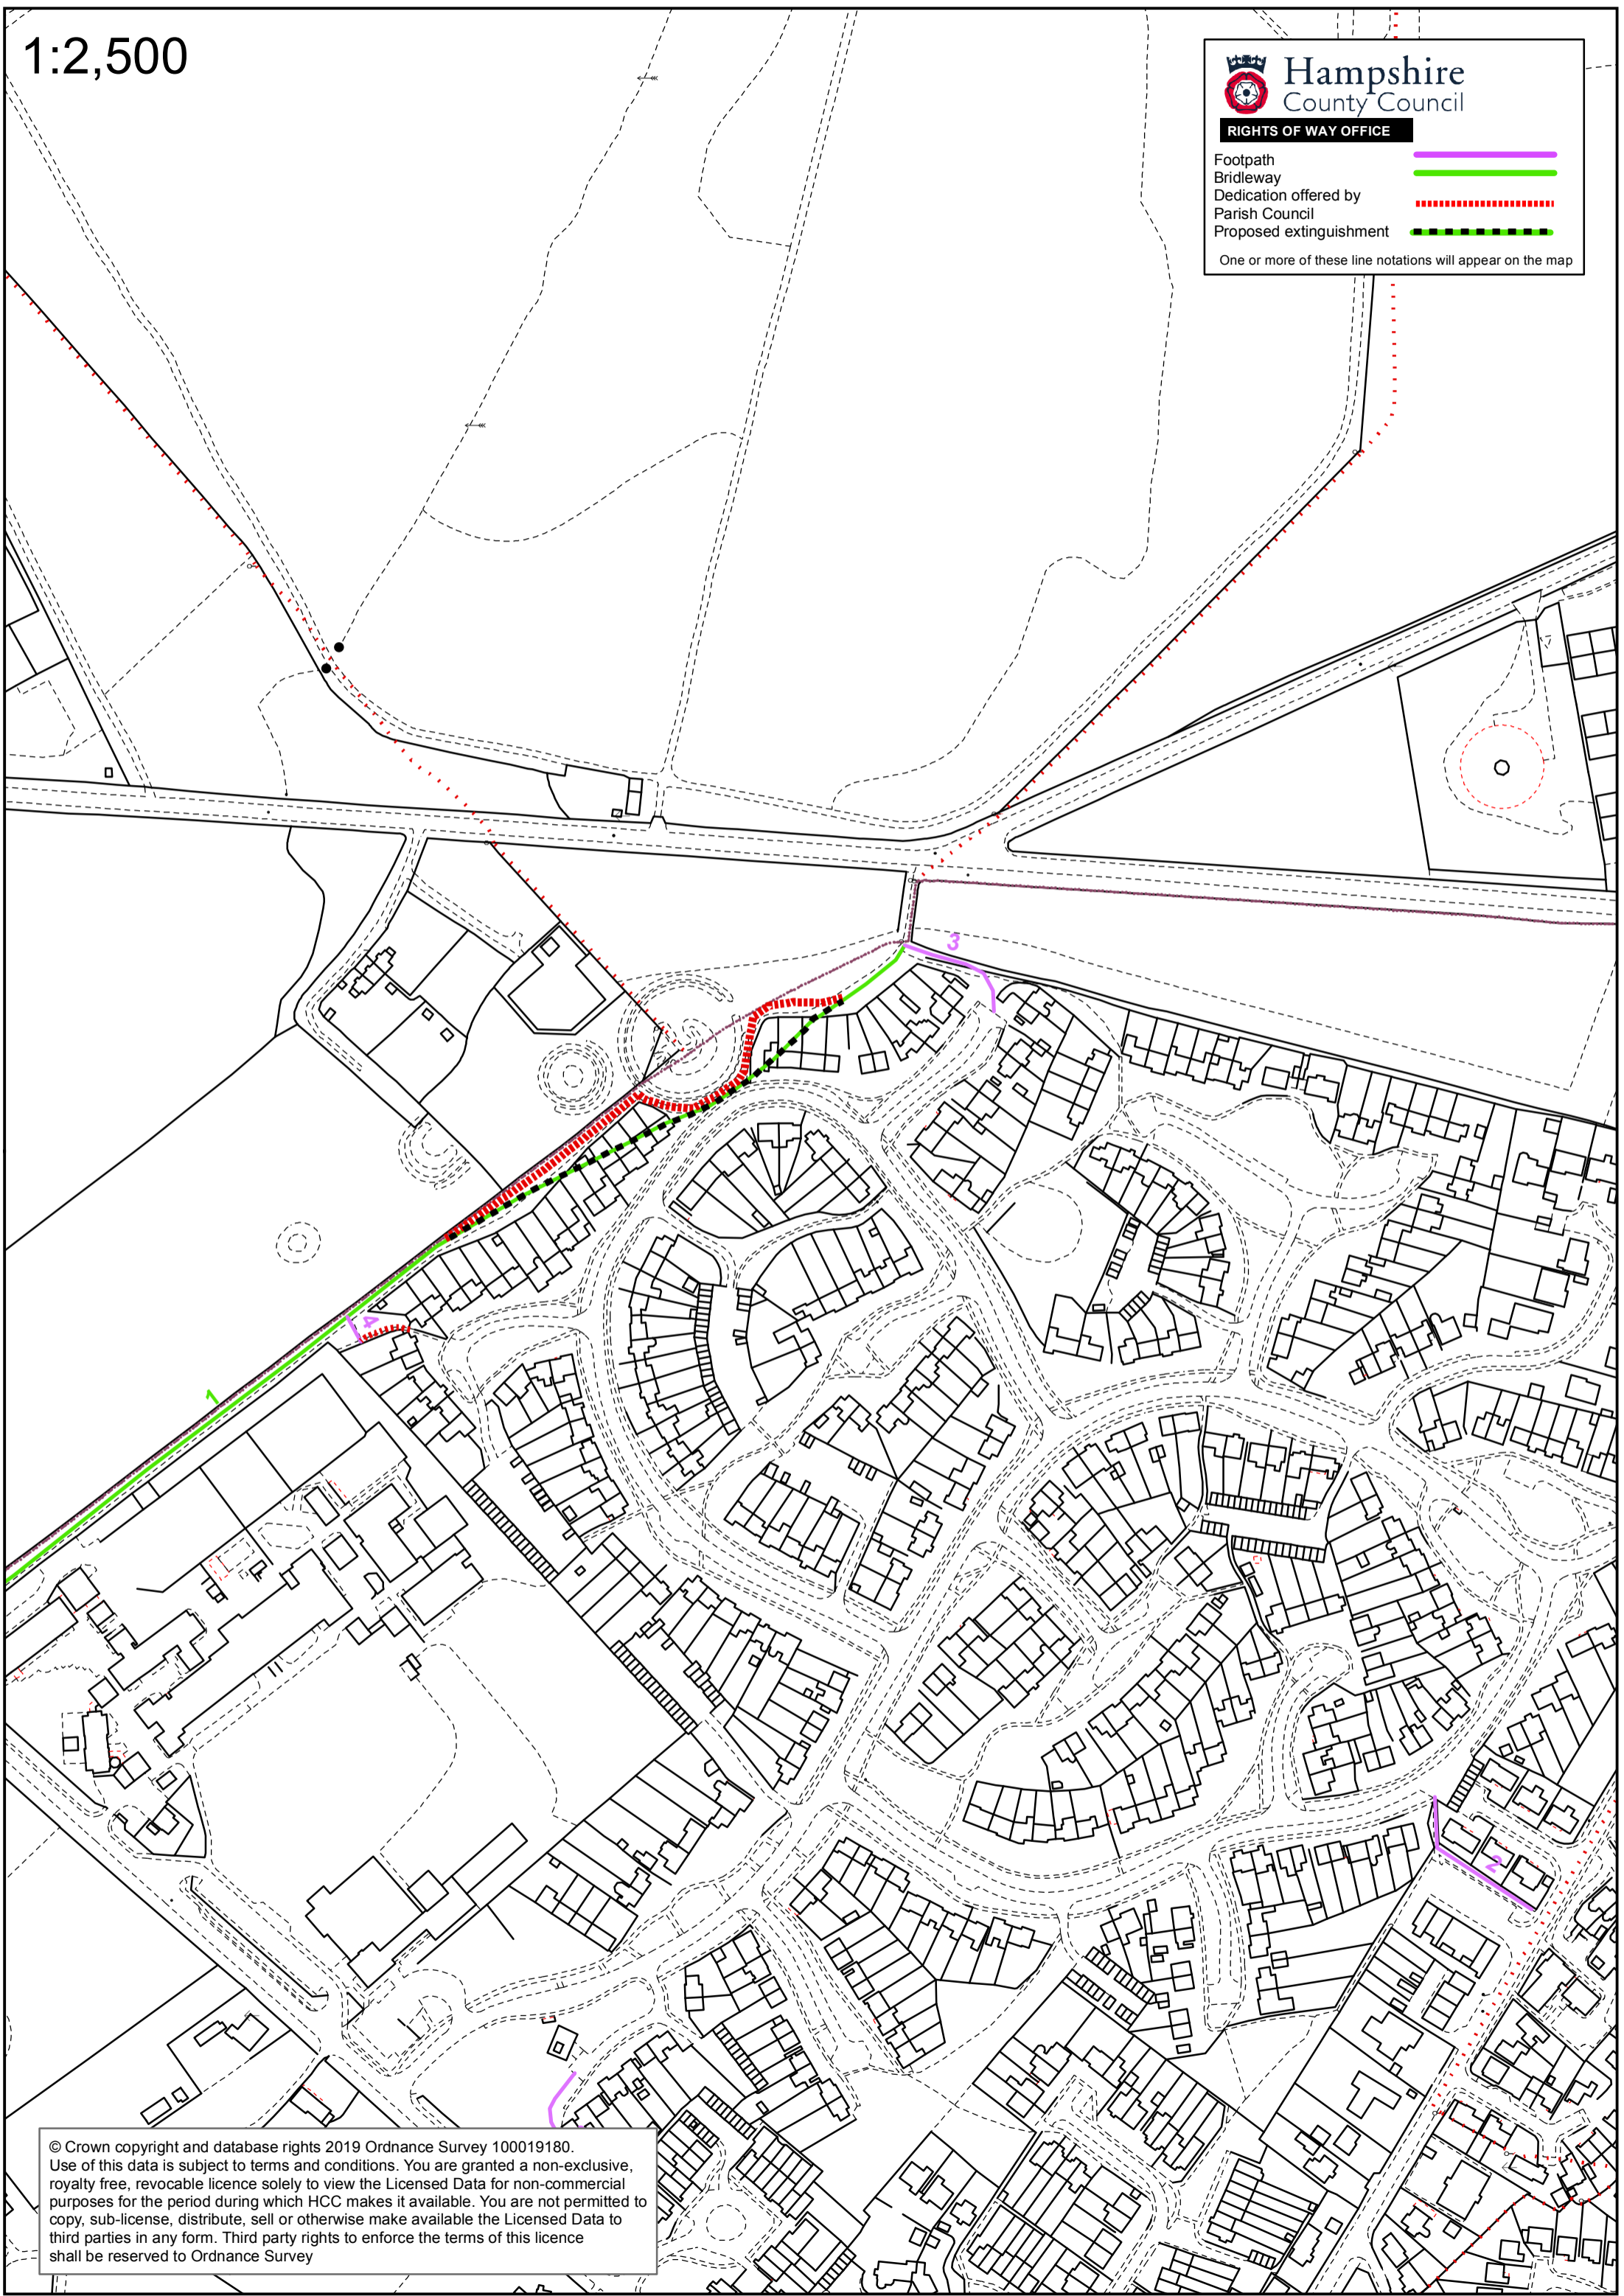 1:2,500
Hampshire
County Council
RIGHTS OF WAY OFFICE
Footpath
Bridleway
Dedication offered by
Parish Council
Proposed extinguishment
One or more of these line notations will appear on the map
3
4
1
2
© Crown copyright and database rights 2019 Ordnance Survey 100019180.
Use of this data is subject to terms and conditions. You are granted a non-exclusive,
royalty free, revocable licence solely to view the Licensed Data for non-commercial
purposes for the period during which HCC makes it available. You are not permitted to
copy, sub-license, distribute, sell or otherwise make available the Licensed Data to
third parties in any form. Third party rights to enforce the terms of this licence
shall be reserved to Ordnance Survey